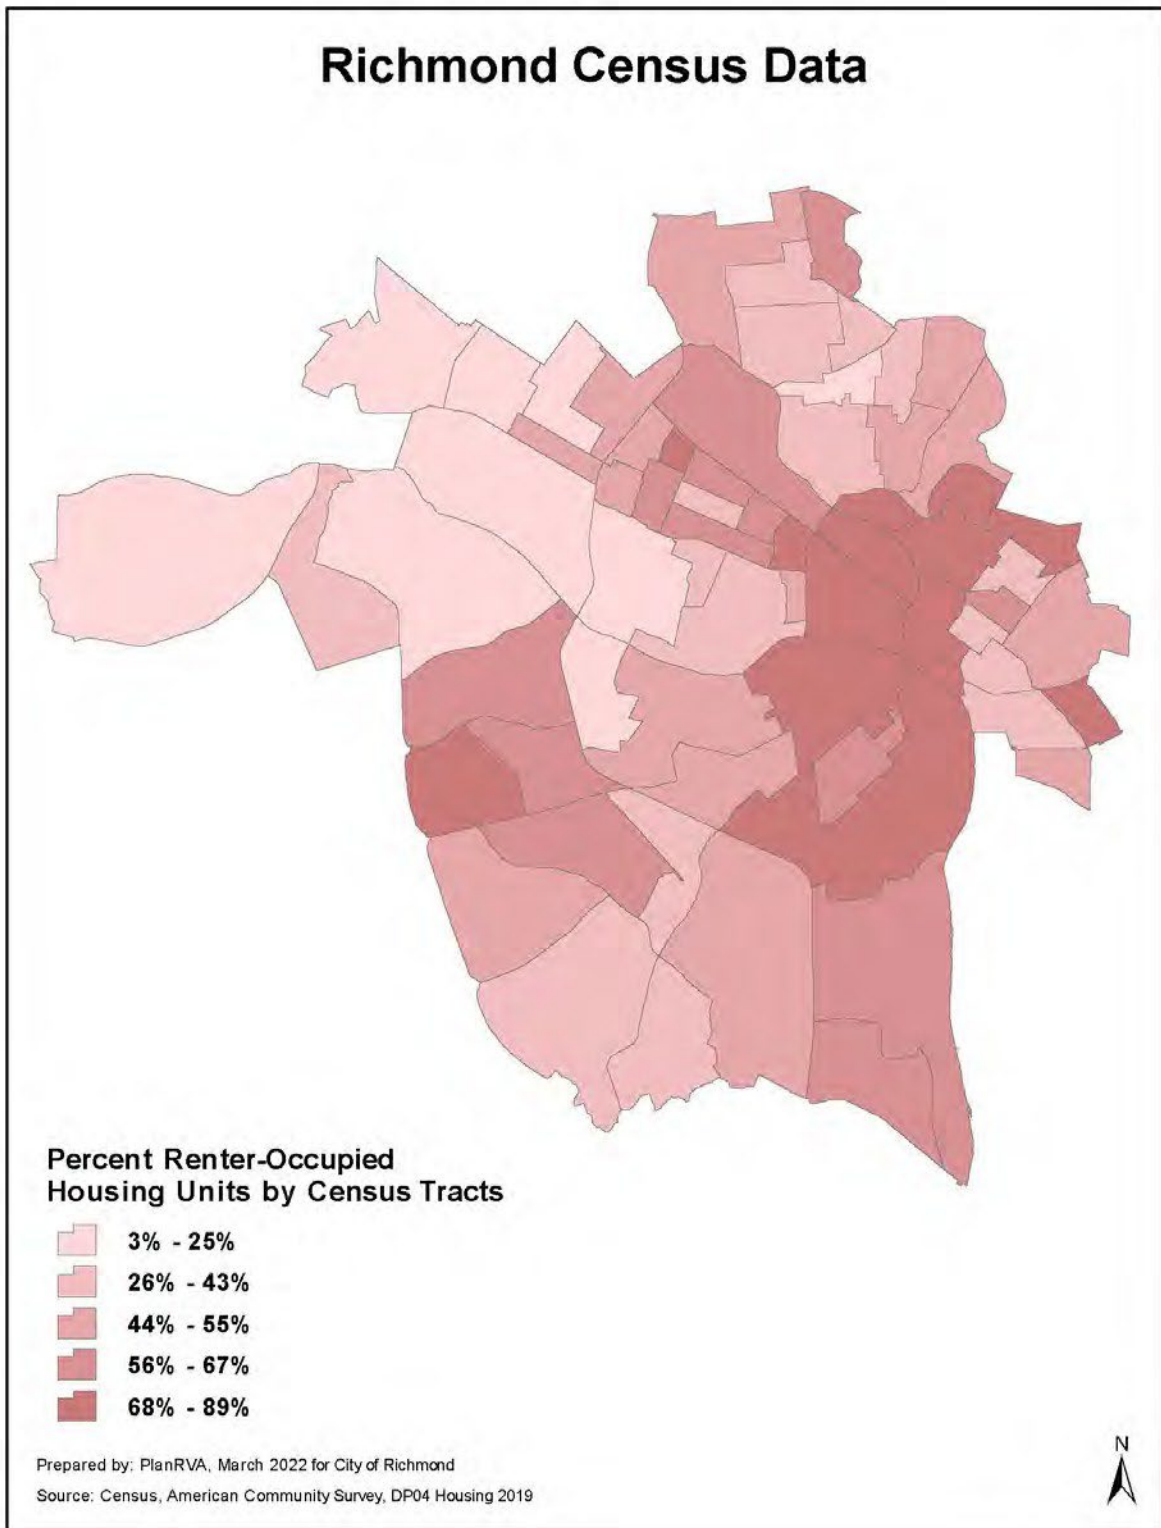 Richmond Census Data
Percent Renter-Occupied
Housing Units by Census Tracts
3% - 25%
26% - 43%
44% - 55%
56% - 67%
68% - 89%
Prepared by: PlanRVA, March 2022 for City of Richmond
Source: Census, American Community Survey, DP04 Housing 2019
N